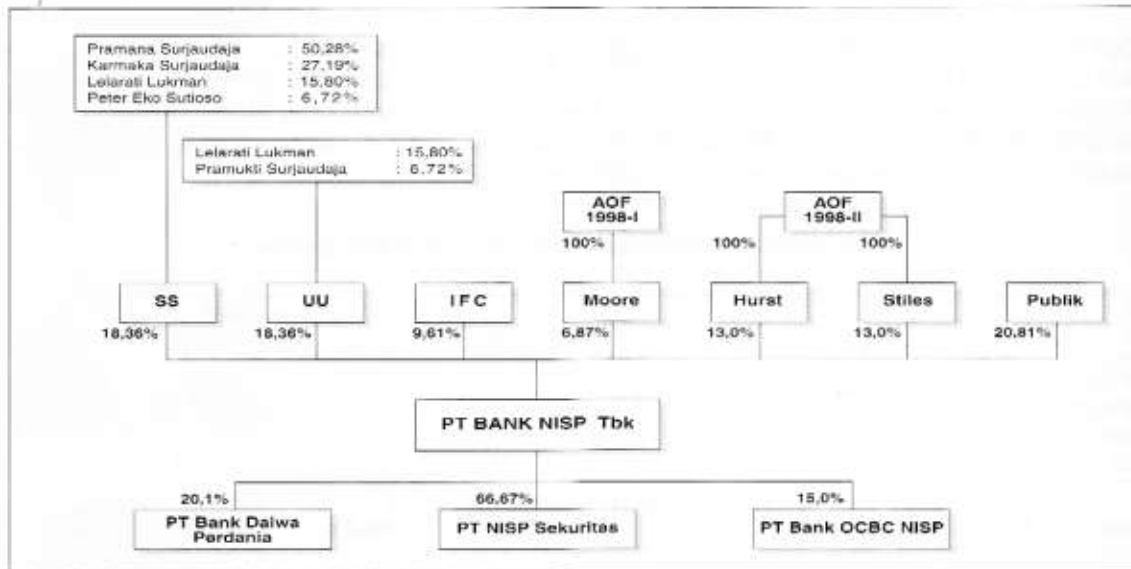 Pramana Surjaudaja : 50,28%
Karmaka Surjaudaja : 27,19%
Lelarati Lukman : 15,80%
Peter Eko Sutioso : 6,72%
Lelarati Lukman : 15,80%
Pramukti Surjaudaja : 6,72%
AOF
1998-I
AOF
1998-II
100%
100%
100%
SS
UU
IFC
Moore
Hurst
Stiles
Publik
18,36%
18,36%
9,61%
6,87%
13,0%
13,0%
20,81%
PT BANK NISP Tbk
20,1%
66,67%
15,0%
PT Bank Daiwa
Perdania
PT NISP Sekuritas
PT Bank OCBC NISP